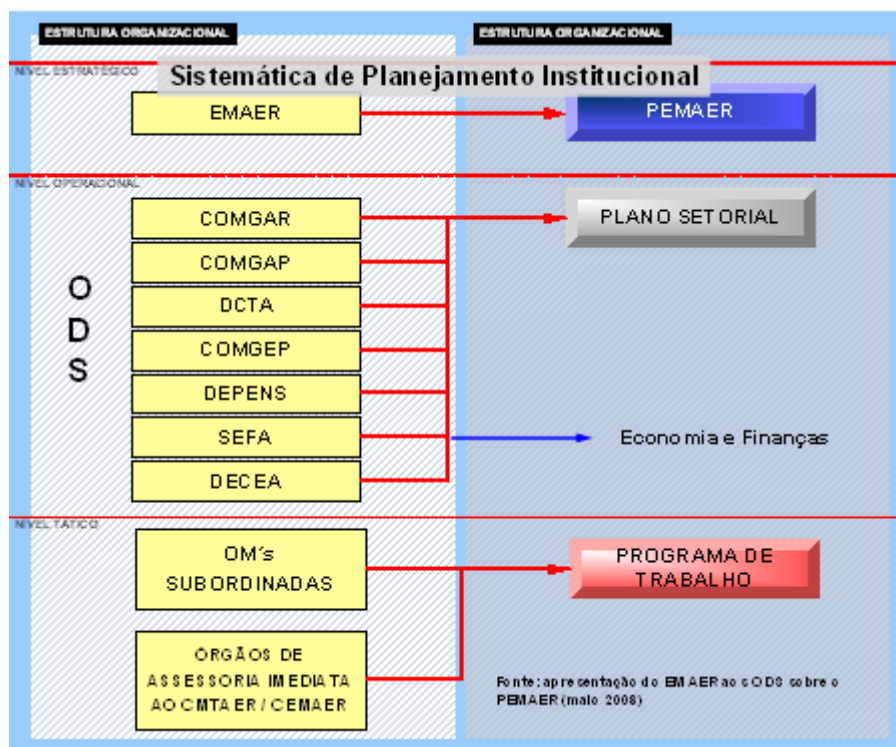 ESTRUTURA ORGANIZACIONAL
ESTRUTURA ORGANIZACIONAL
NÍVEL ESTRATÉGICO
Sistemática de Planejamento Institucional
EMAER
PEMAER
NÍVEL OPERACIONAL
COMGAR
PLANO SETORIAL
COMGAP
O
D
S
DCTA
COMGEP
DEPENS
SEFA
Economia e Finanças
DECEA
NÍVEL TÁTICO
OM´s
SUBORDINADAS
PROGRAMA DE
TRABALHO
ÓRGÃOS DE
ASSESSORIA IMEDIATA
AO CMTAER / CEMAER
Fonte: apresentação do EMAER ao s ODS sobre o
PEMAER (maio 2008)